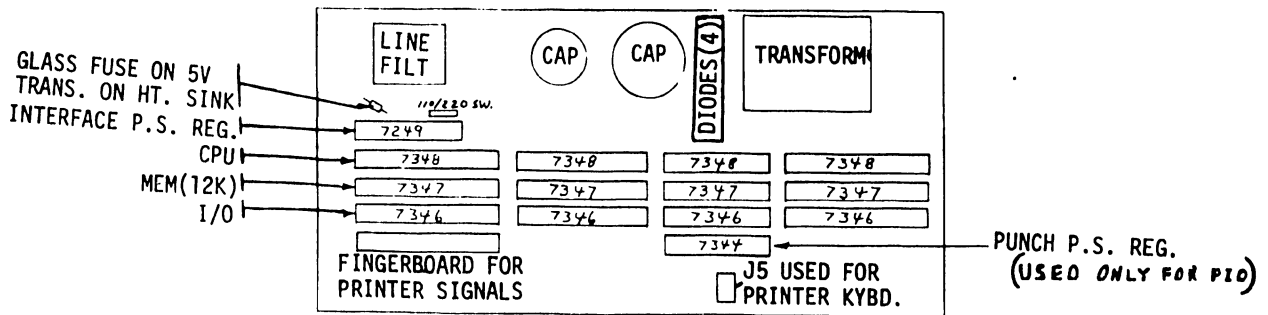 LINE
FILT
CAP
CAP
DIODES(4)
TRANSFORM
GLASS FUSE ON 5V
TRANS. ON HT. SINK
110/220 SW.
INTERFACE P.S. REG.
7249
CPU
7348 7348 7348 7348
MEM(12K)
7347 7347 7347 7347
I/O
7346 7346 7346 7346
7344
PUNCH P.S. REG.
(USED ONLY FOR PIO)
FINGERBOARD FOR
PRINTER SIGNALS
J5 USED FOR
PRINTER KYBD.